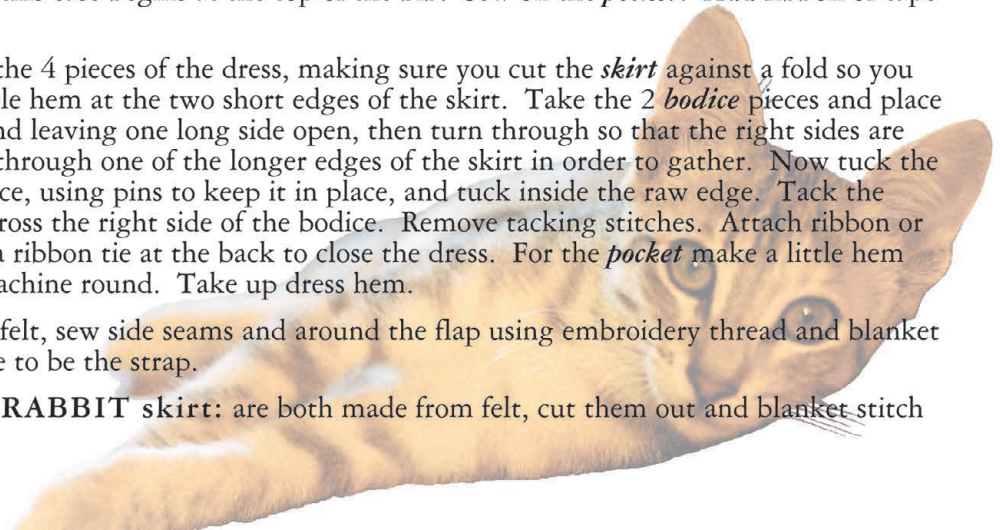 the 4 pieces of the dress, making sure you cut the skirt against a fold so you
le hem at the two short edges of the skirt. Take the 2 bodice pieces and place
nd leaving one long side open, then turn through so that the right sides are
through one of the longer edges of the skirt in order to gather. Now tuck the
ce, using pins to keep it in place, and tuck inside the raw edge. Tack the
ross the right side of the bodice. Remove tacking stitches. Attach ribbon or
a ribbon tie at the back to close the dress. For the pocket make a little hem
achine round. Take up dress hem.
felt, sew side seams and around the flap using embroidery thread and blanket
e to be the strap.
RABBIT skirt: are both made from felt, cut them out and blanket stitch